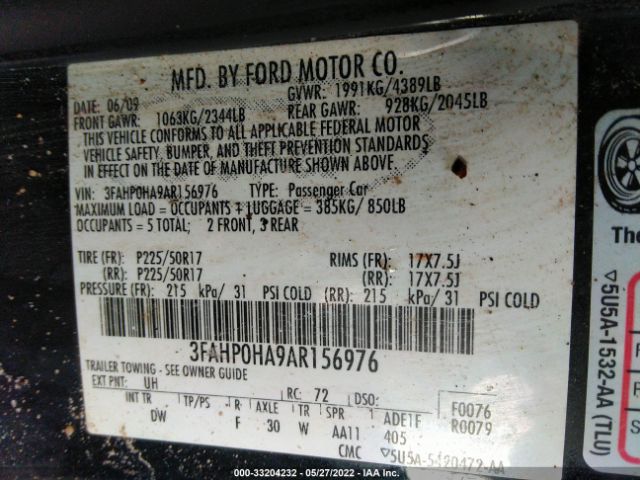 MFD. BY FORD MOTOR CO.
DATE: 06/09 GVWR: 1991KG/4389LB
FRONT GAWR: 1063KG/2344LB REAR GAWR: 928KG/2045LB
THIS VEHICLE CONFORMS TO ALL APPLICABLE FEDERAL MOTOR
VEHICLE SAFETY, BUMPER, AND THEFT PREVENTION STANDARDS
IN EFFECT ON THE DATE OF MANUFACTURE SHOWN ABOVE.
VIN: 3FAHP0HA9AR156976 TYPE: Passenger Car
MAXIMUM LOAD = OCCUPANTS + LUGGAGE = 385KG/ 850LB
OCCUPANTS = 5 TOTAL; 2 FRONT, 3 REAR
TIRE (FR): P225/50R17 RIMS (FR): 17X7.5J
(RR): P225/50R17 (RR): 17X7.5J
PRESSURE (FR): 215 kPa/ 31 PSI COLD (RR): 215 kPa/ 31 PSI COLD
3FAHP0HA9AR156976
TRAILER TOWING - SEE OWNER GUIDE
EXT PNT: UH RC: 72 DSO: F0076
INT TR TP/PS R AXLE TR SPR ADE1F R0079
DW F 30 W AA11 405
CMC ▽5U5A-5420472-AA
The
▽5U5A-1532-AA (TLU)
000-33204232 - 05/27/2022 - IAA Inc.